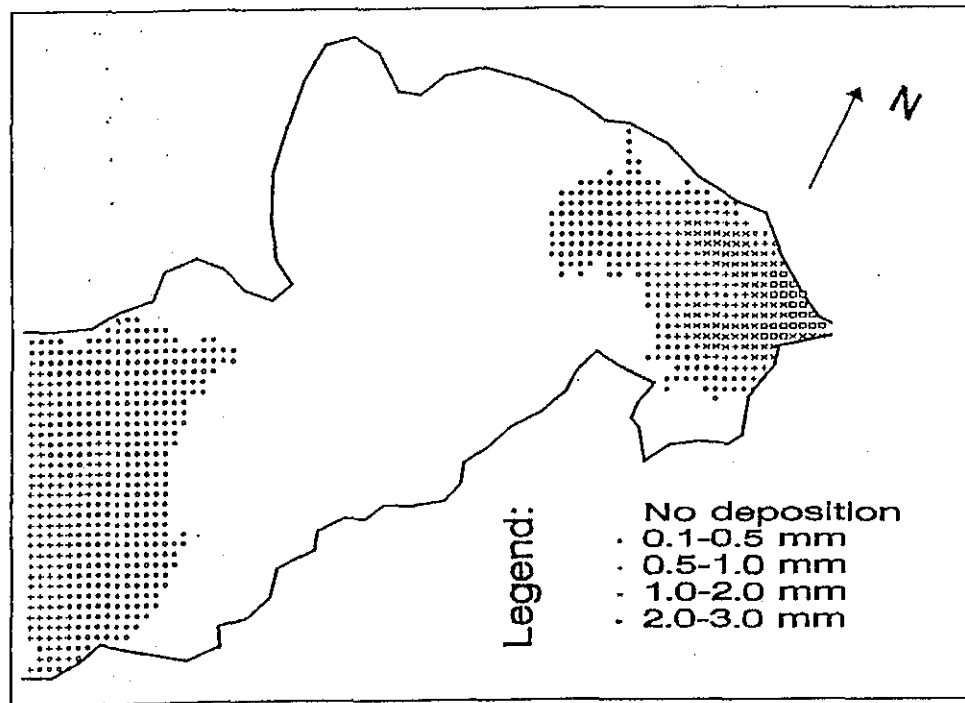 N
Legend:
No deposition
. 0.1-0.5 mm
. 0.5-1.0 mm
. 1.0-2.0 mm
. 2.0-3.0 mm